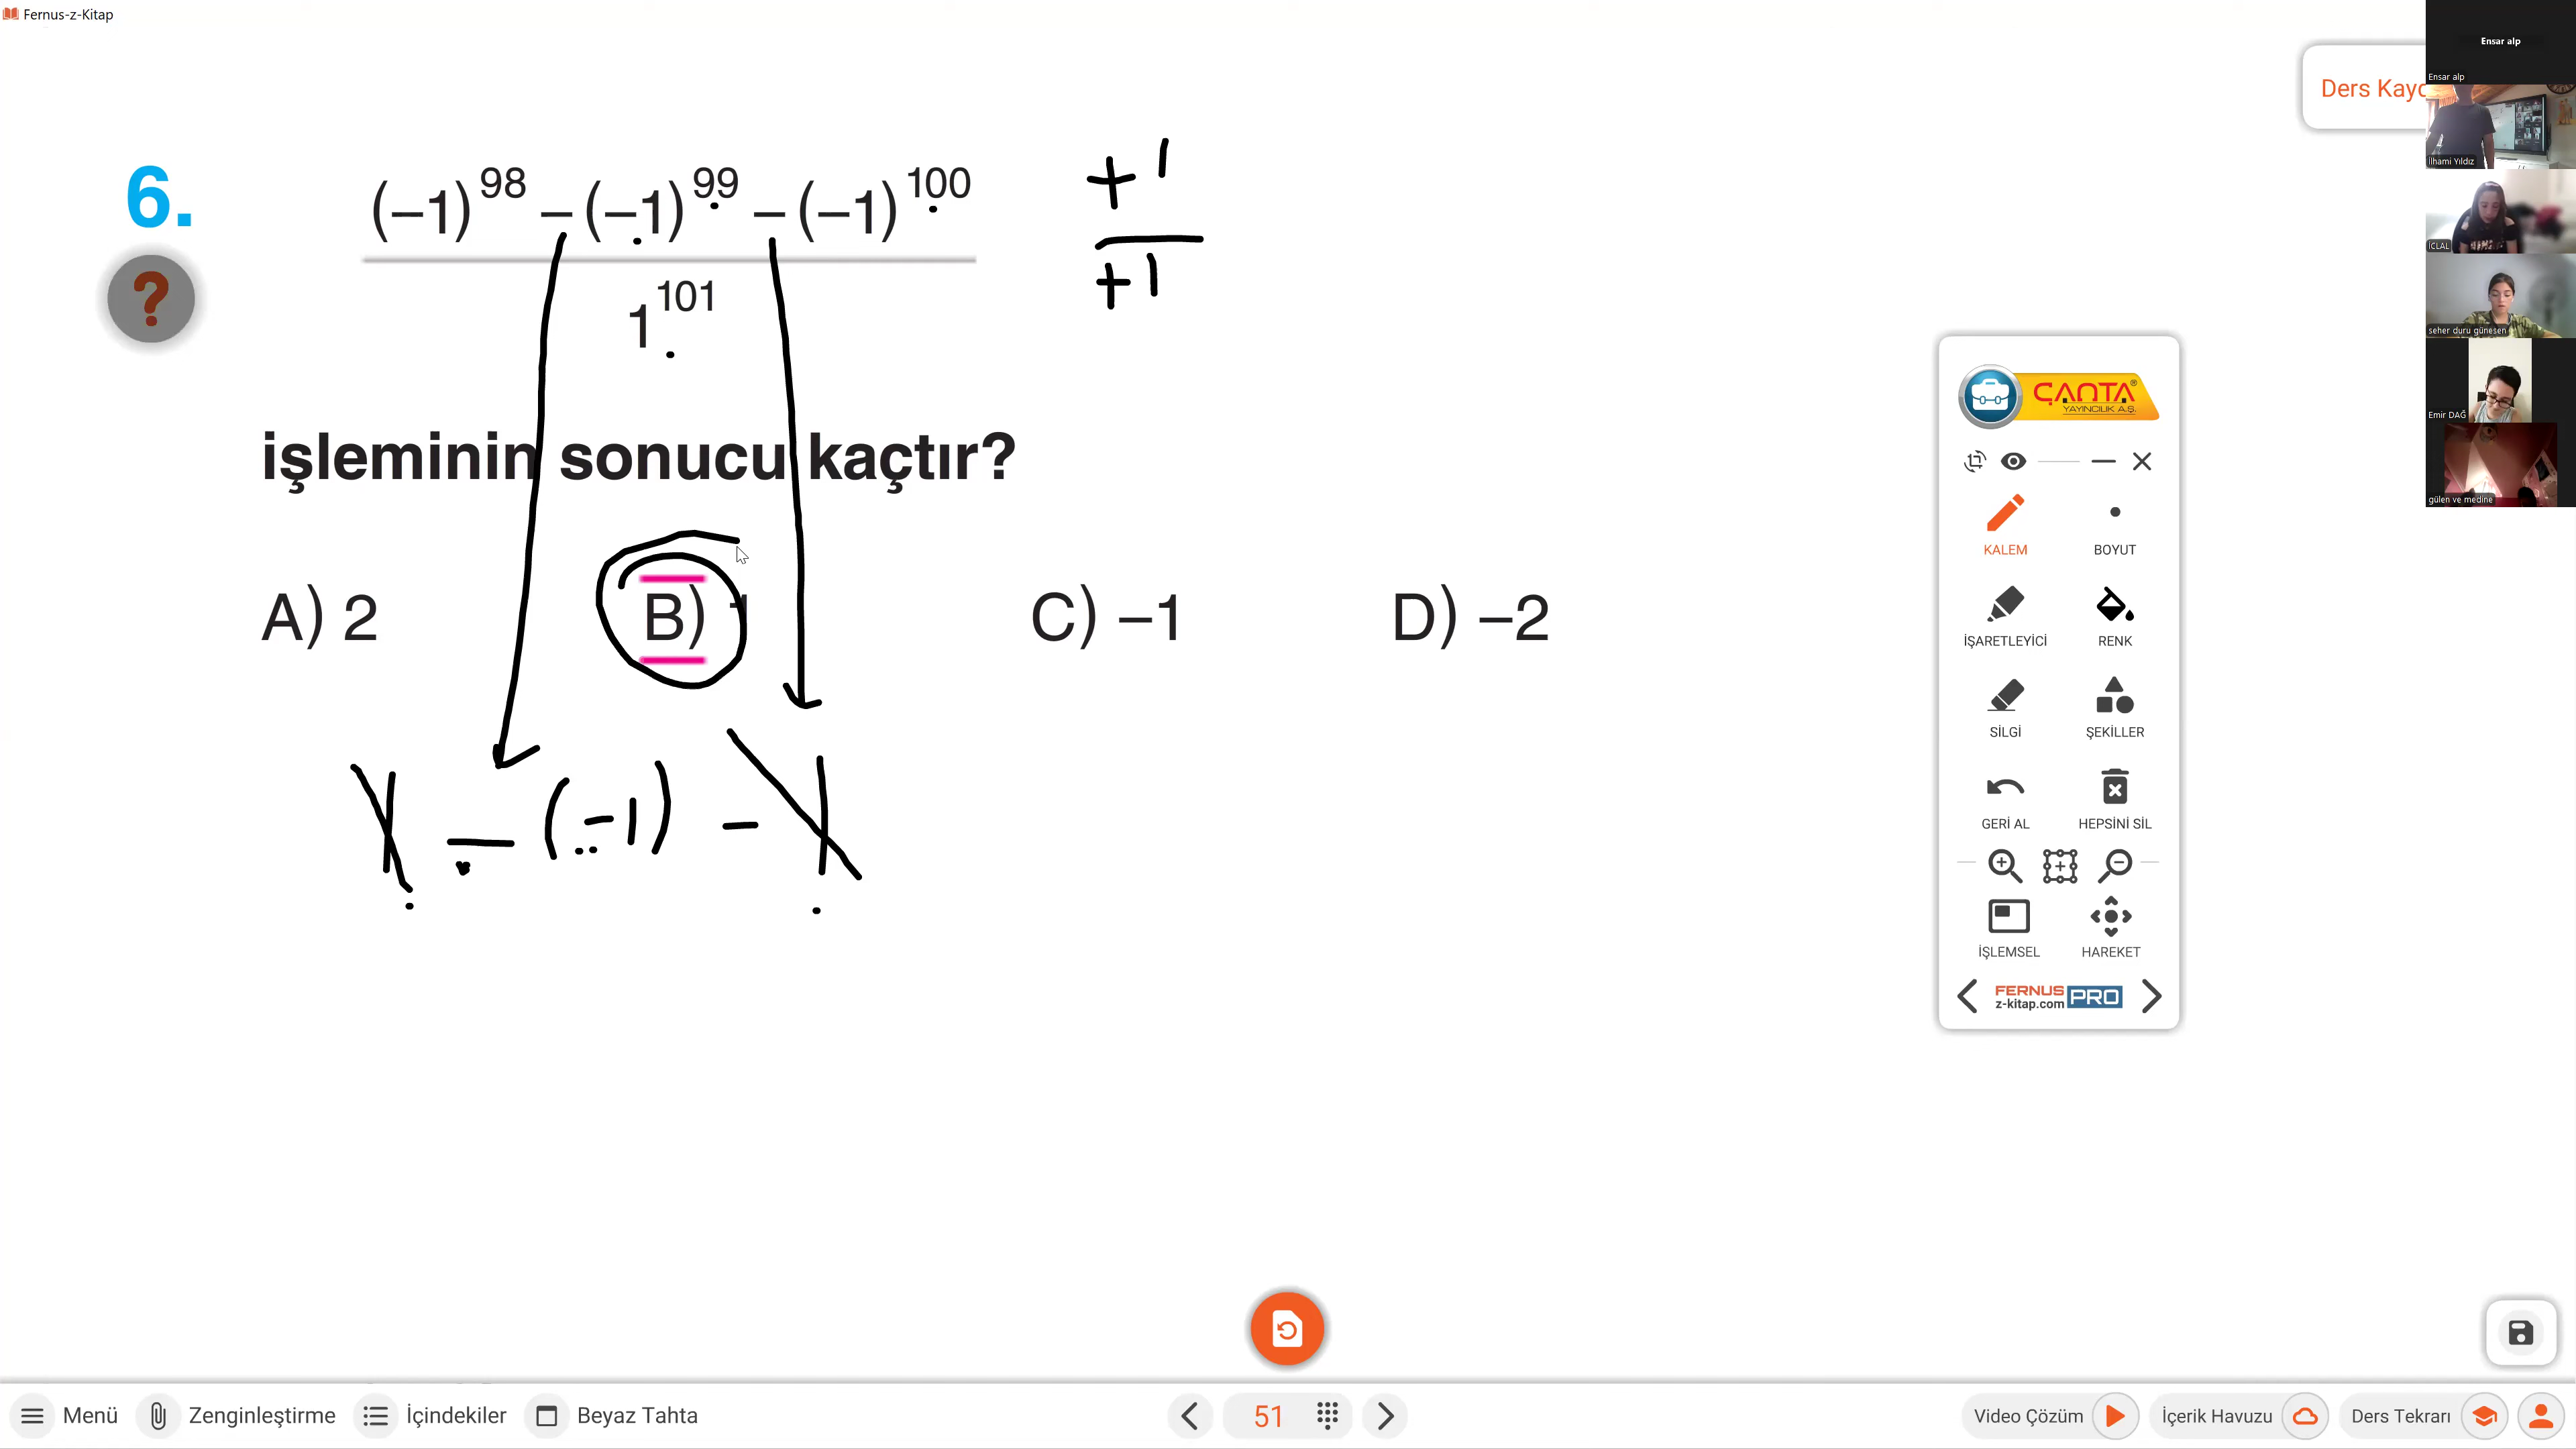 Fernus-z-Kitap
Ensar alp
Ensar alp
Ders Kayd
İlhami Yıldız
İCLAL
seher duru güneşen
Emir DAĞ
gülen ve medine
6.
(–1)^98 – (–1)^99 – (–1)^100
1^101
+1
+1
?
işleminin sonucu kaçtır?
A) 2
B) 1
C) –1
D) –2
1 – (–1) – 1
ÇANTA®
YAYINCILIK A.Ş.
KALEM
BOYUT
İŞARETLEYİCİ
RENK
SİLGİ
ŞEKİLLER
GERİ AL
HEPSİNİ SİL
İŞLEMSEL
HAREKET
FERNUS PRO
z-kitap.com
Menü
Zenginleştirme
İçindekiler
Beyaz Tahta
51
Video Çözüm
İçerik Havuzu
Ders Tekrarı